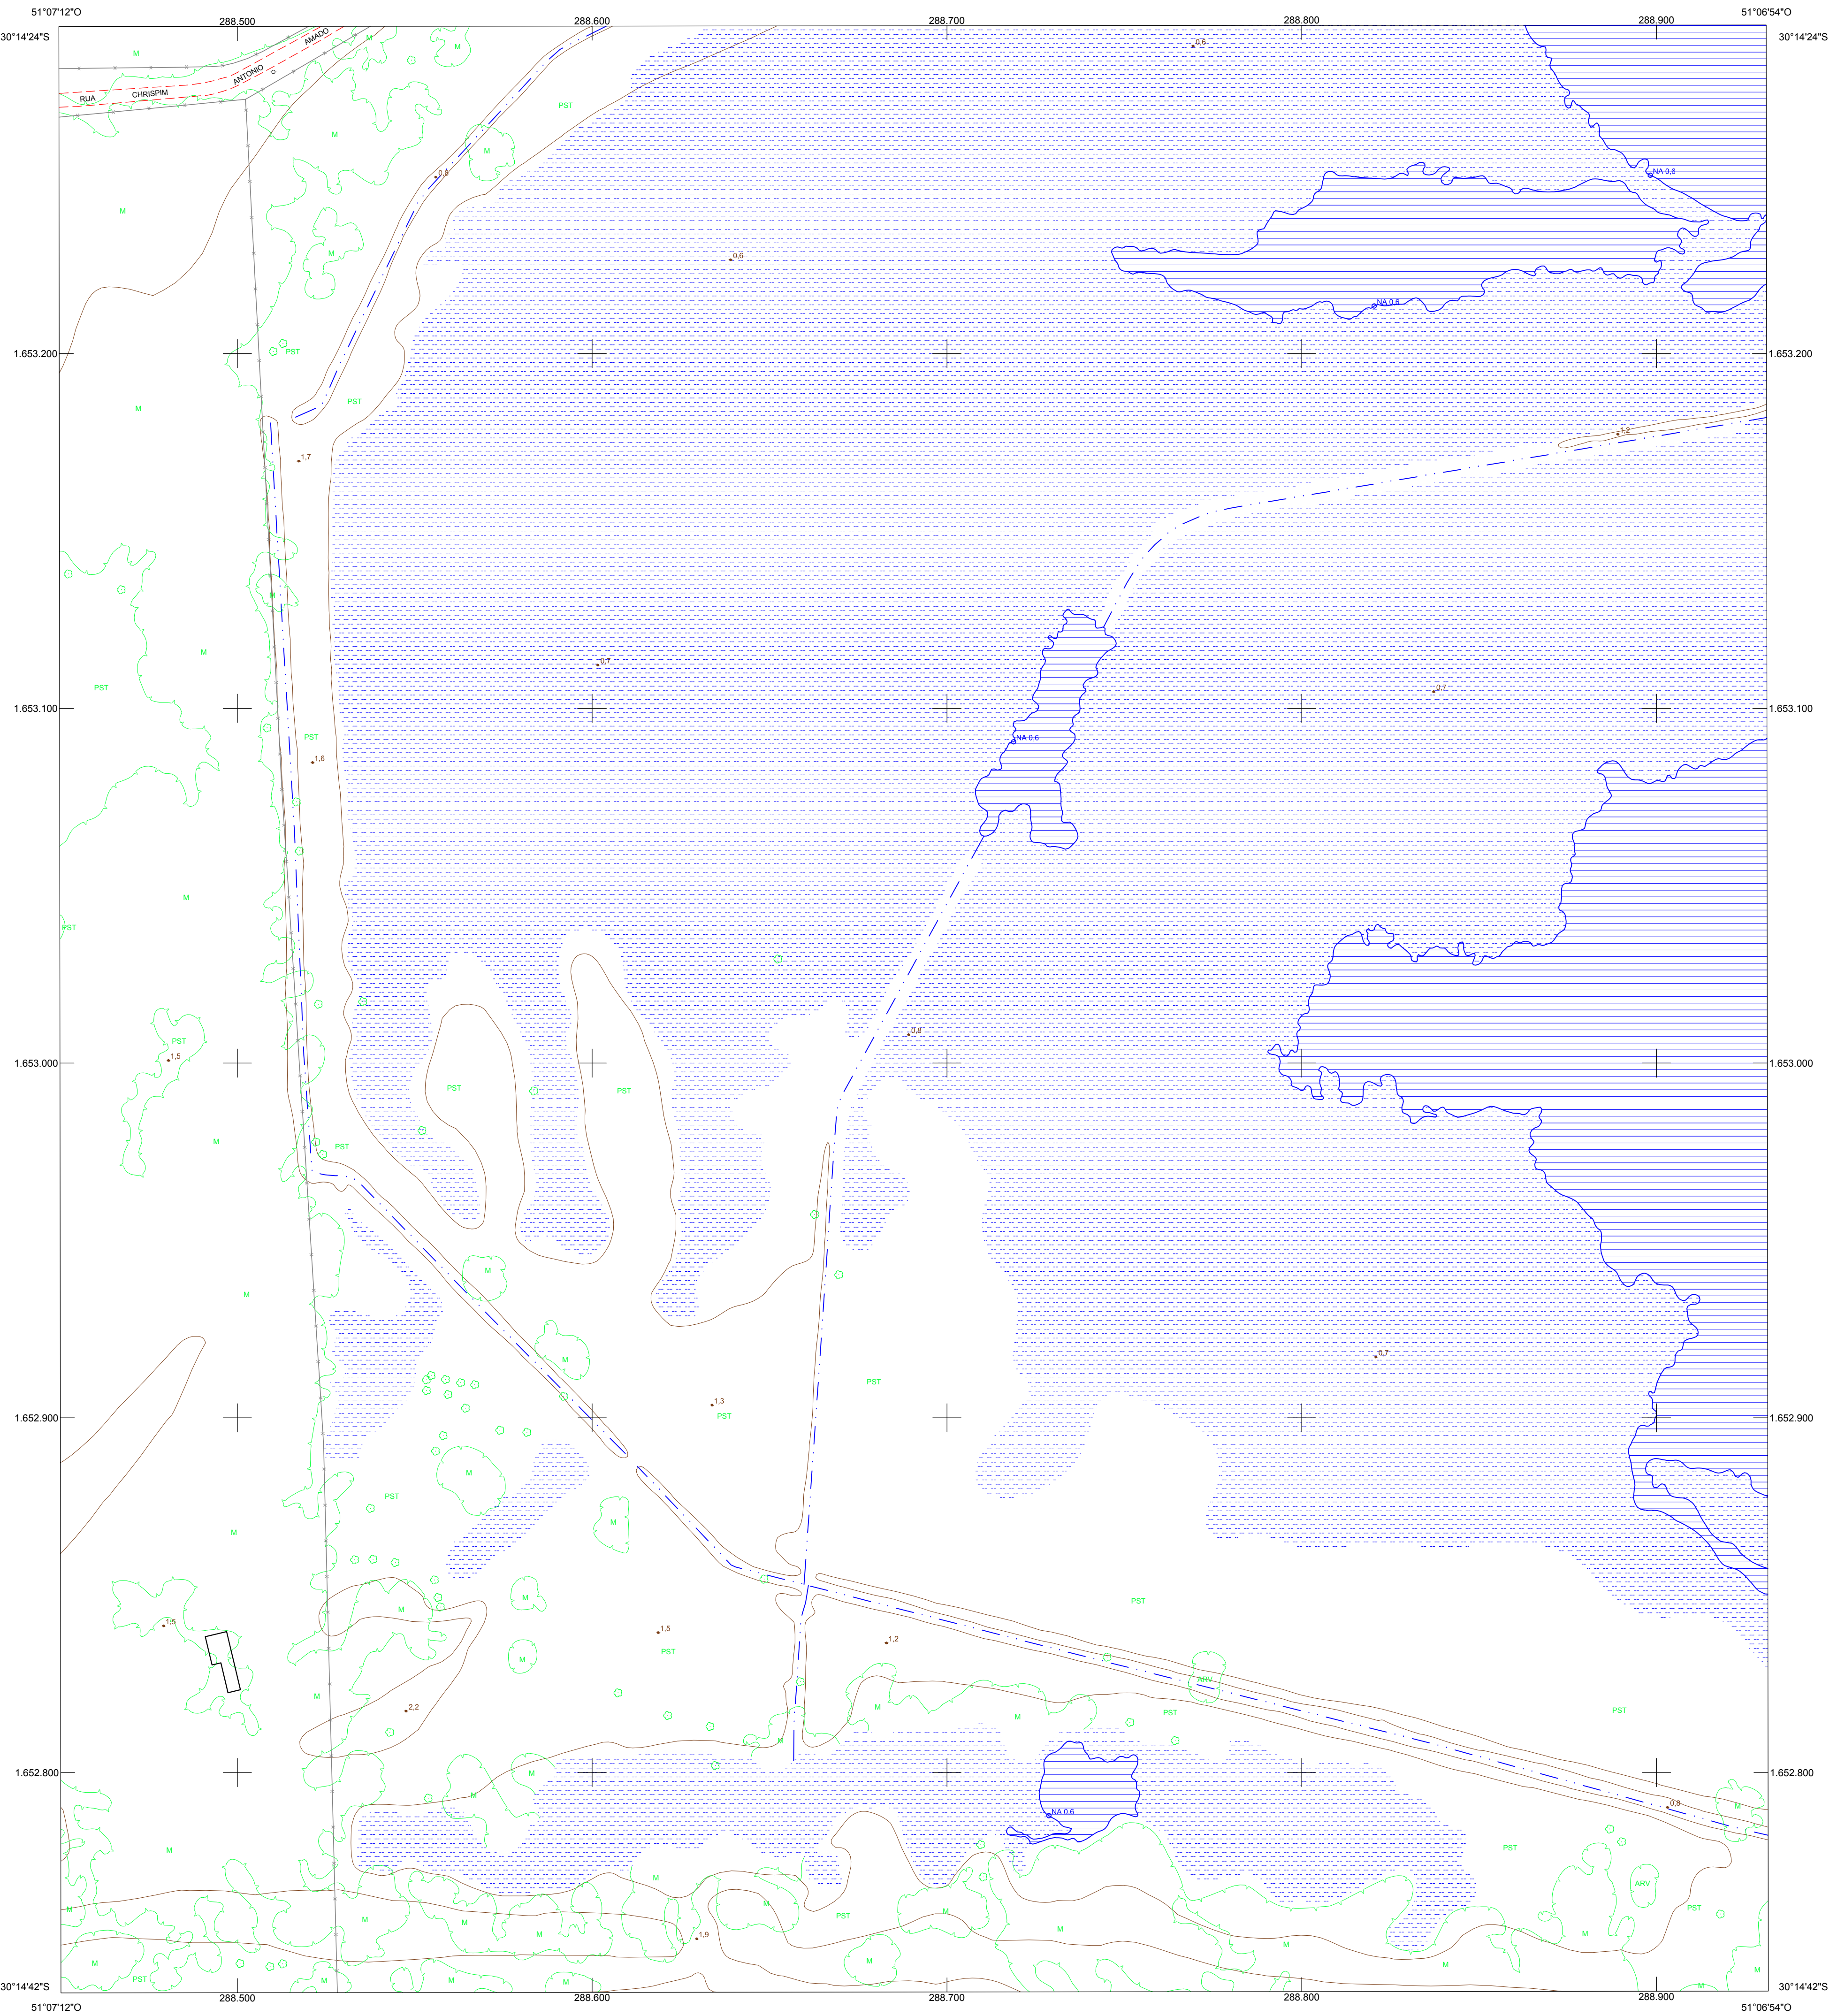 51°07'12"O
288.500
288.600
288.700
288.800
288.900
51°06'54"O
30°14'24"S
30°14'24"S
RUA CHRISPIM ANTONIO AMADO
M
M
M
0,6
PST
M
M
0,8
NA 0,6
M
M
0,6
NA 0,6
1.653.200
PST
1.653.200
M
PST
1,2
1,7
M
M
0,7
PST
0,7
1.653.100
1.653.100
PST
NA 0,6
1,6
M
PST
0,8
PST
1,5
1.653.000
1.653.000
PST
PST
M
PST
M
M
M
0,7
PST
1,3
PST
1.652.900
1.652.900
M
PST
M
M
M
PST
M
1,5
1,5
1,2
PST
M
ARV
M
M
2,2
M
PST
PST
M
M
1.652.800
M
1.652.800
M
NA 0,6
0,8
M
M
PST
M
ARV
M
M
M
PST
PST
M
M
M
M
M
1,9
M
M
M
M
M
PST
M
M
M
M
M
30°14'42"S
30°14'42"S
51°07'12"O
288.500
288.600
288.700
288.800
288.900
51°06'54"O